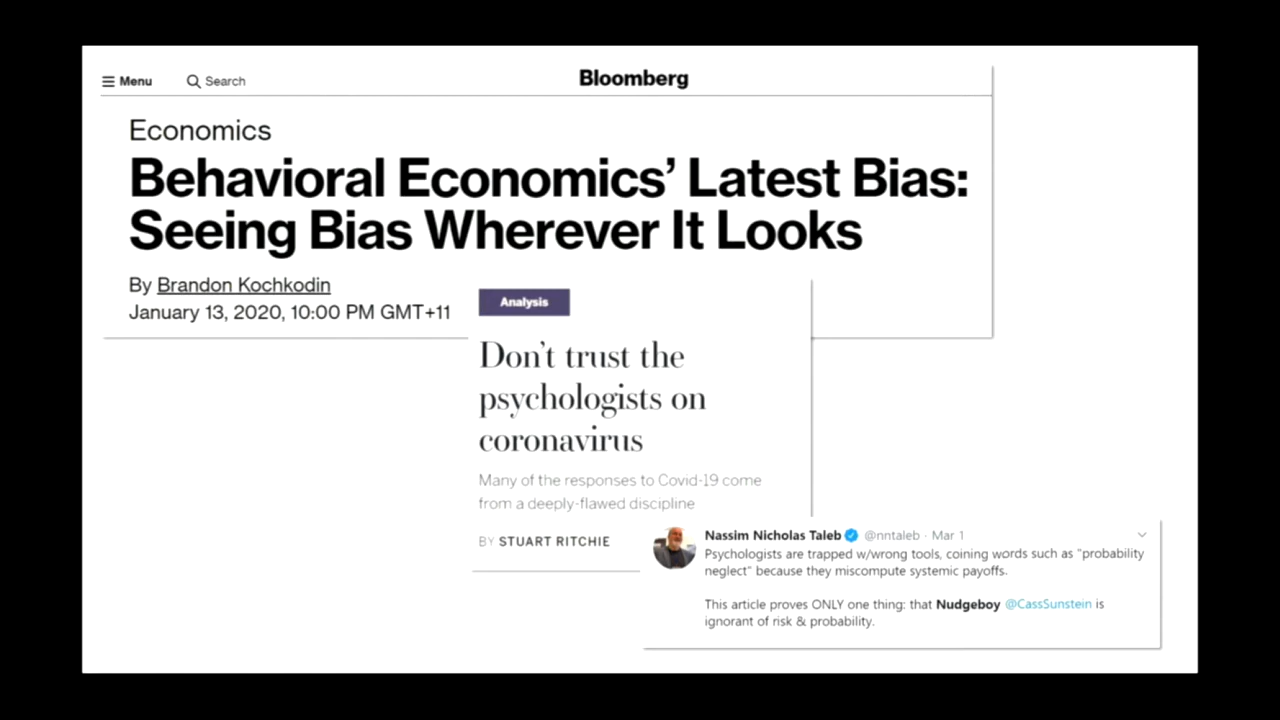 Menu
Search
Bloomberg
Economics
Behavioral Economics’ Latest Bias:
Seeing Bias Wherever It Looks
By Brandon Kochkodin
January 13, 2020, 10:00 PM GMT+11
Analysis
Don’t trust the
psychologists on
coronavirus
Many of the responses to Covid-19 come
from a deeply-flawed discipline
BY STUART RITCHIE
Nassim Nicholas Taleb @nntaleb · Mar 1
Psychologists are trapped w/wrong tools, coining words such as "probability
neglect" because they miscompute systemic payoffs.
This article proves ONLY one thing: that Nudgeboy @CassSunstein is
ignorant of risk & probability.